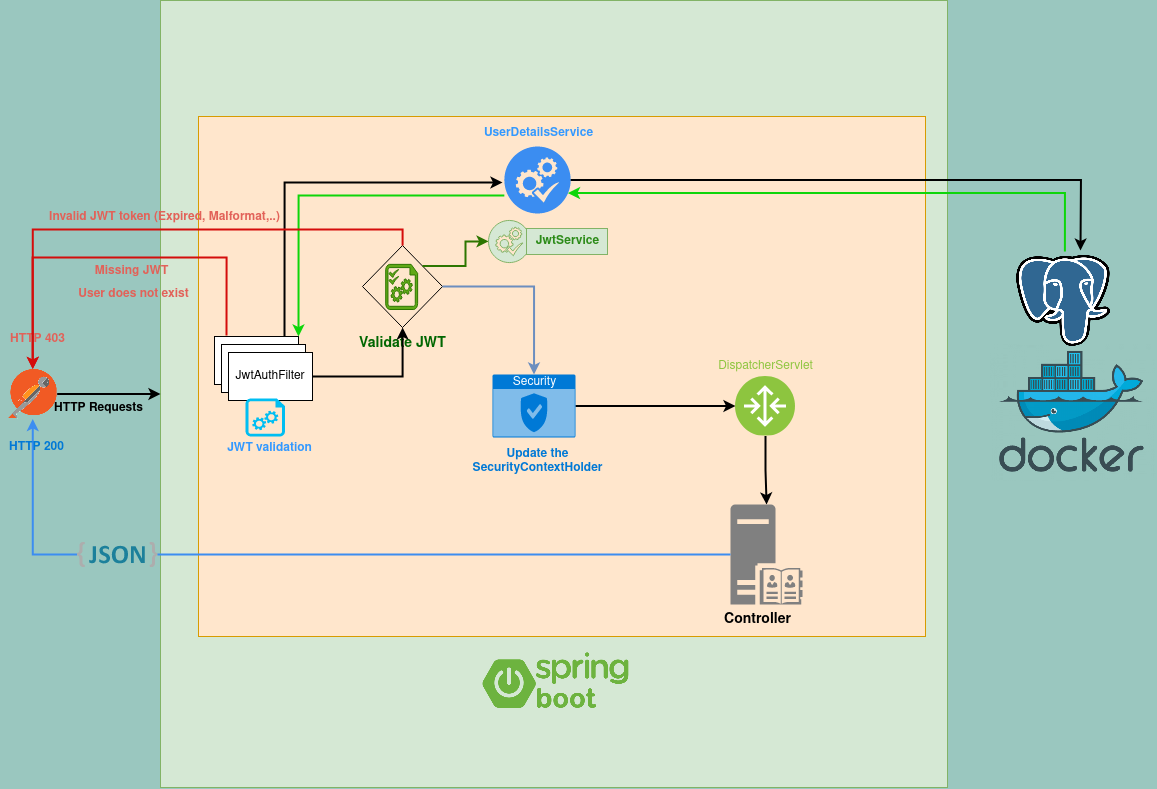 UserDetailsService
Invalid JWT token (Expired, Malformat,..)
JwtService
Missing JWT
User does not exist
HTTP 403
Validate JWT
JwtAuthFilter
HTTP Requests
HTTP 200
JWT validation
Security
Update the
SecurityContextHolder
DispatcherServlet
docker
{JSON}
Controller
spring
boot